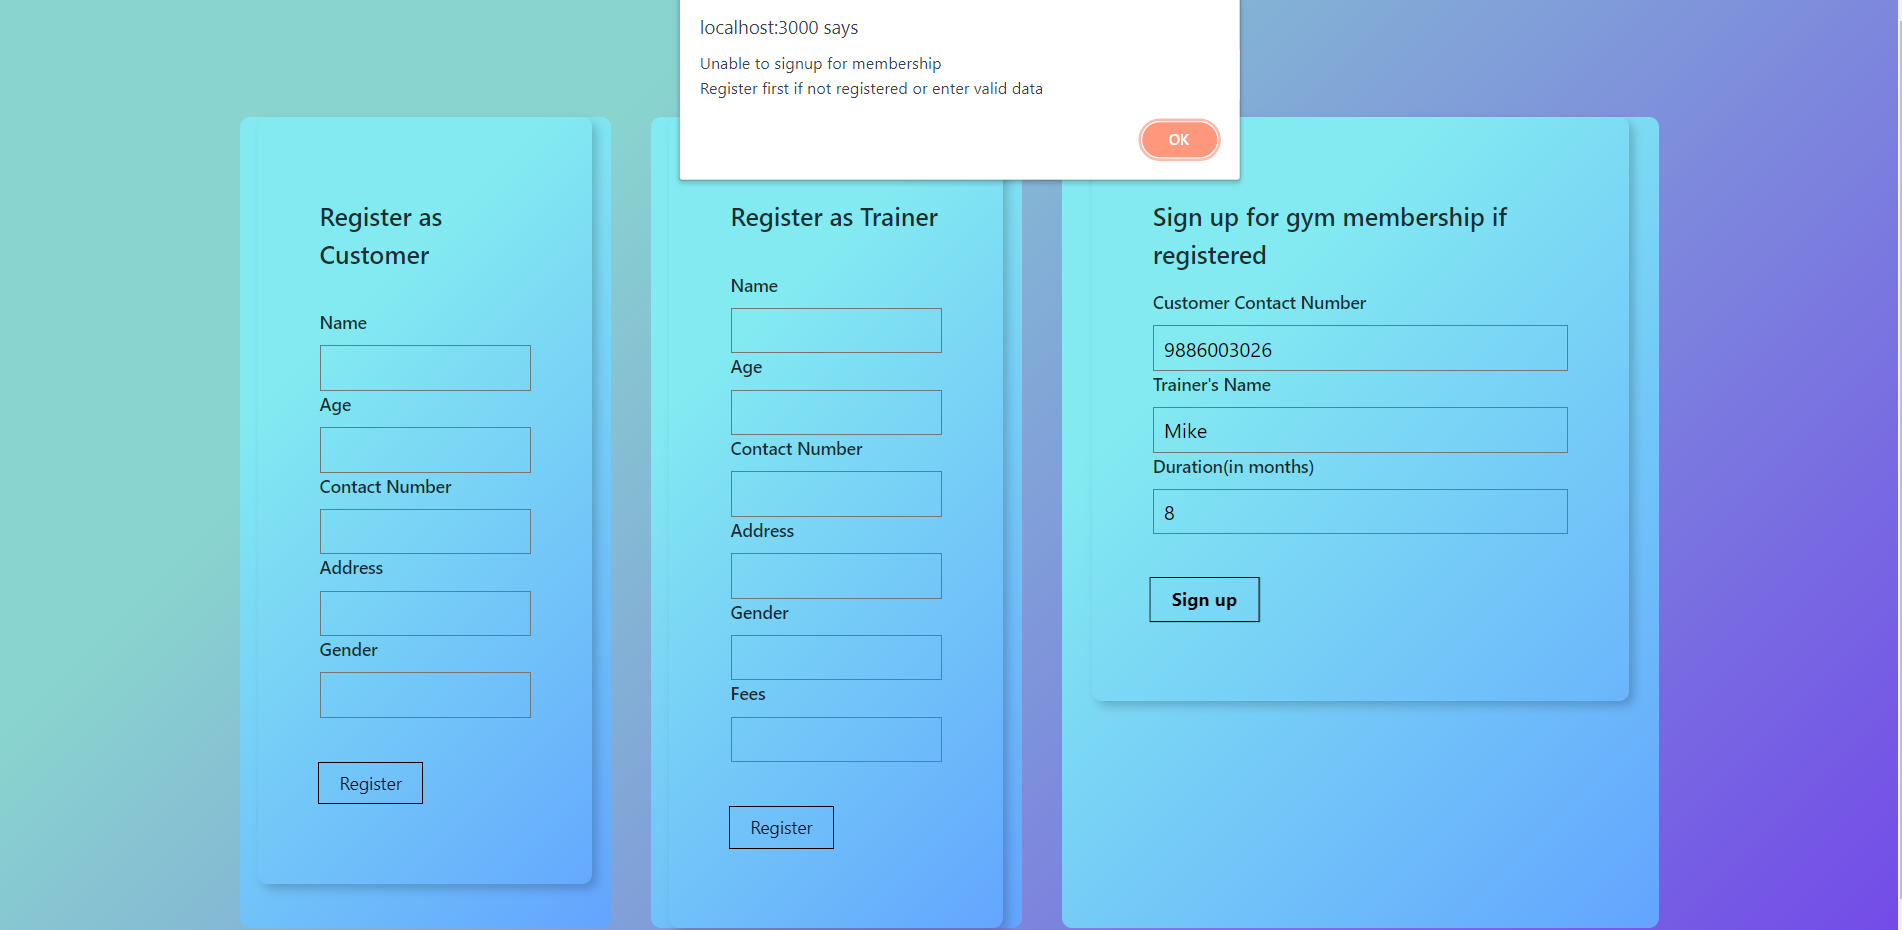 localhost:3000 says
Unable to signup for membership
Register first if not registered or enter valid data
OK
Register as
Customer
Name
Age
Contact Number
Address
Gender
Register
Register as Trainer
Name
Age
Contact Number
Address
Gender
Fees
Register
Sign up for gym membership if
registered
Customer Contact Number
9886003026
Trainer's Name
Mike
Duration(in months)
8
Sign up